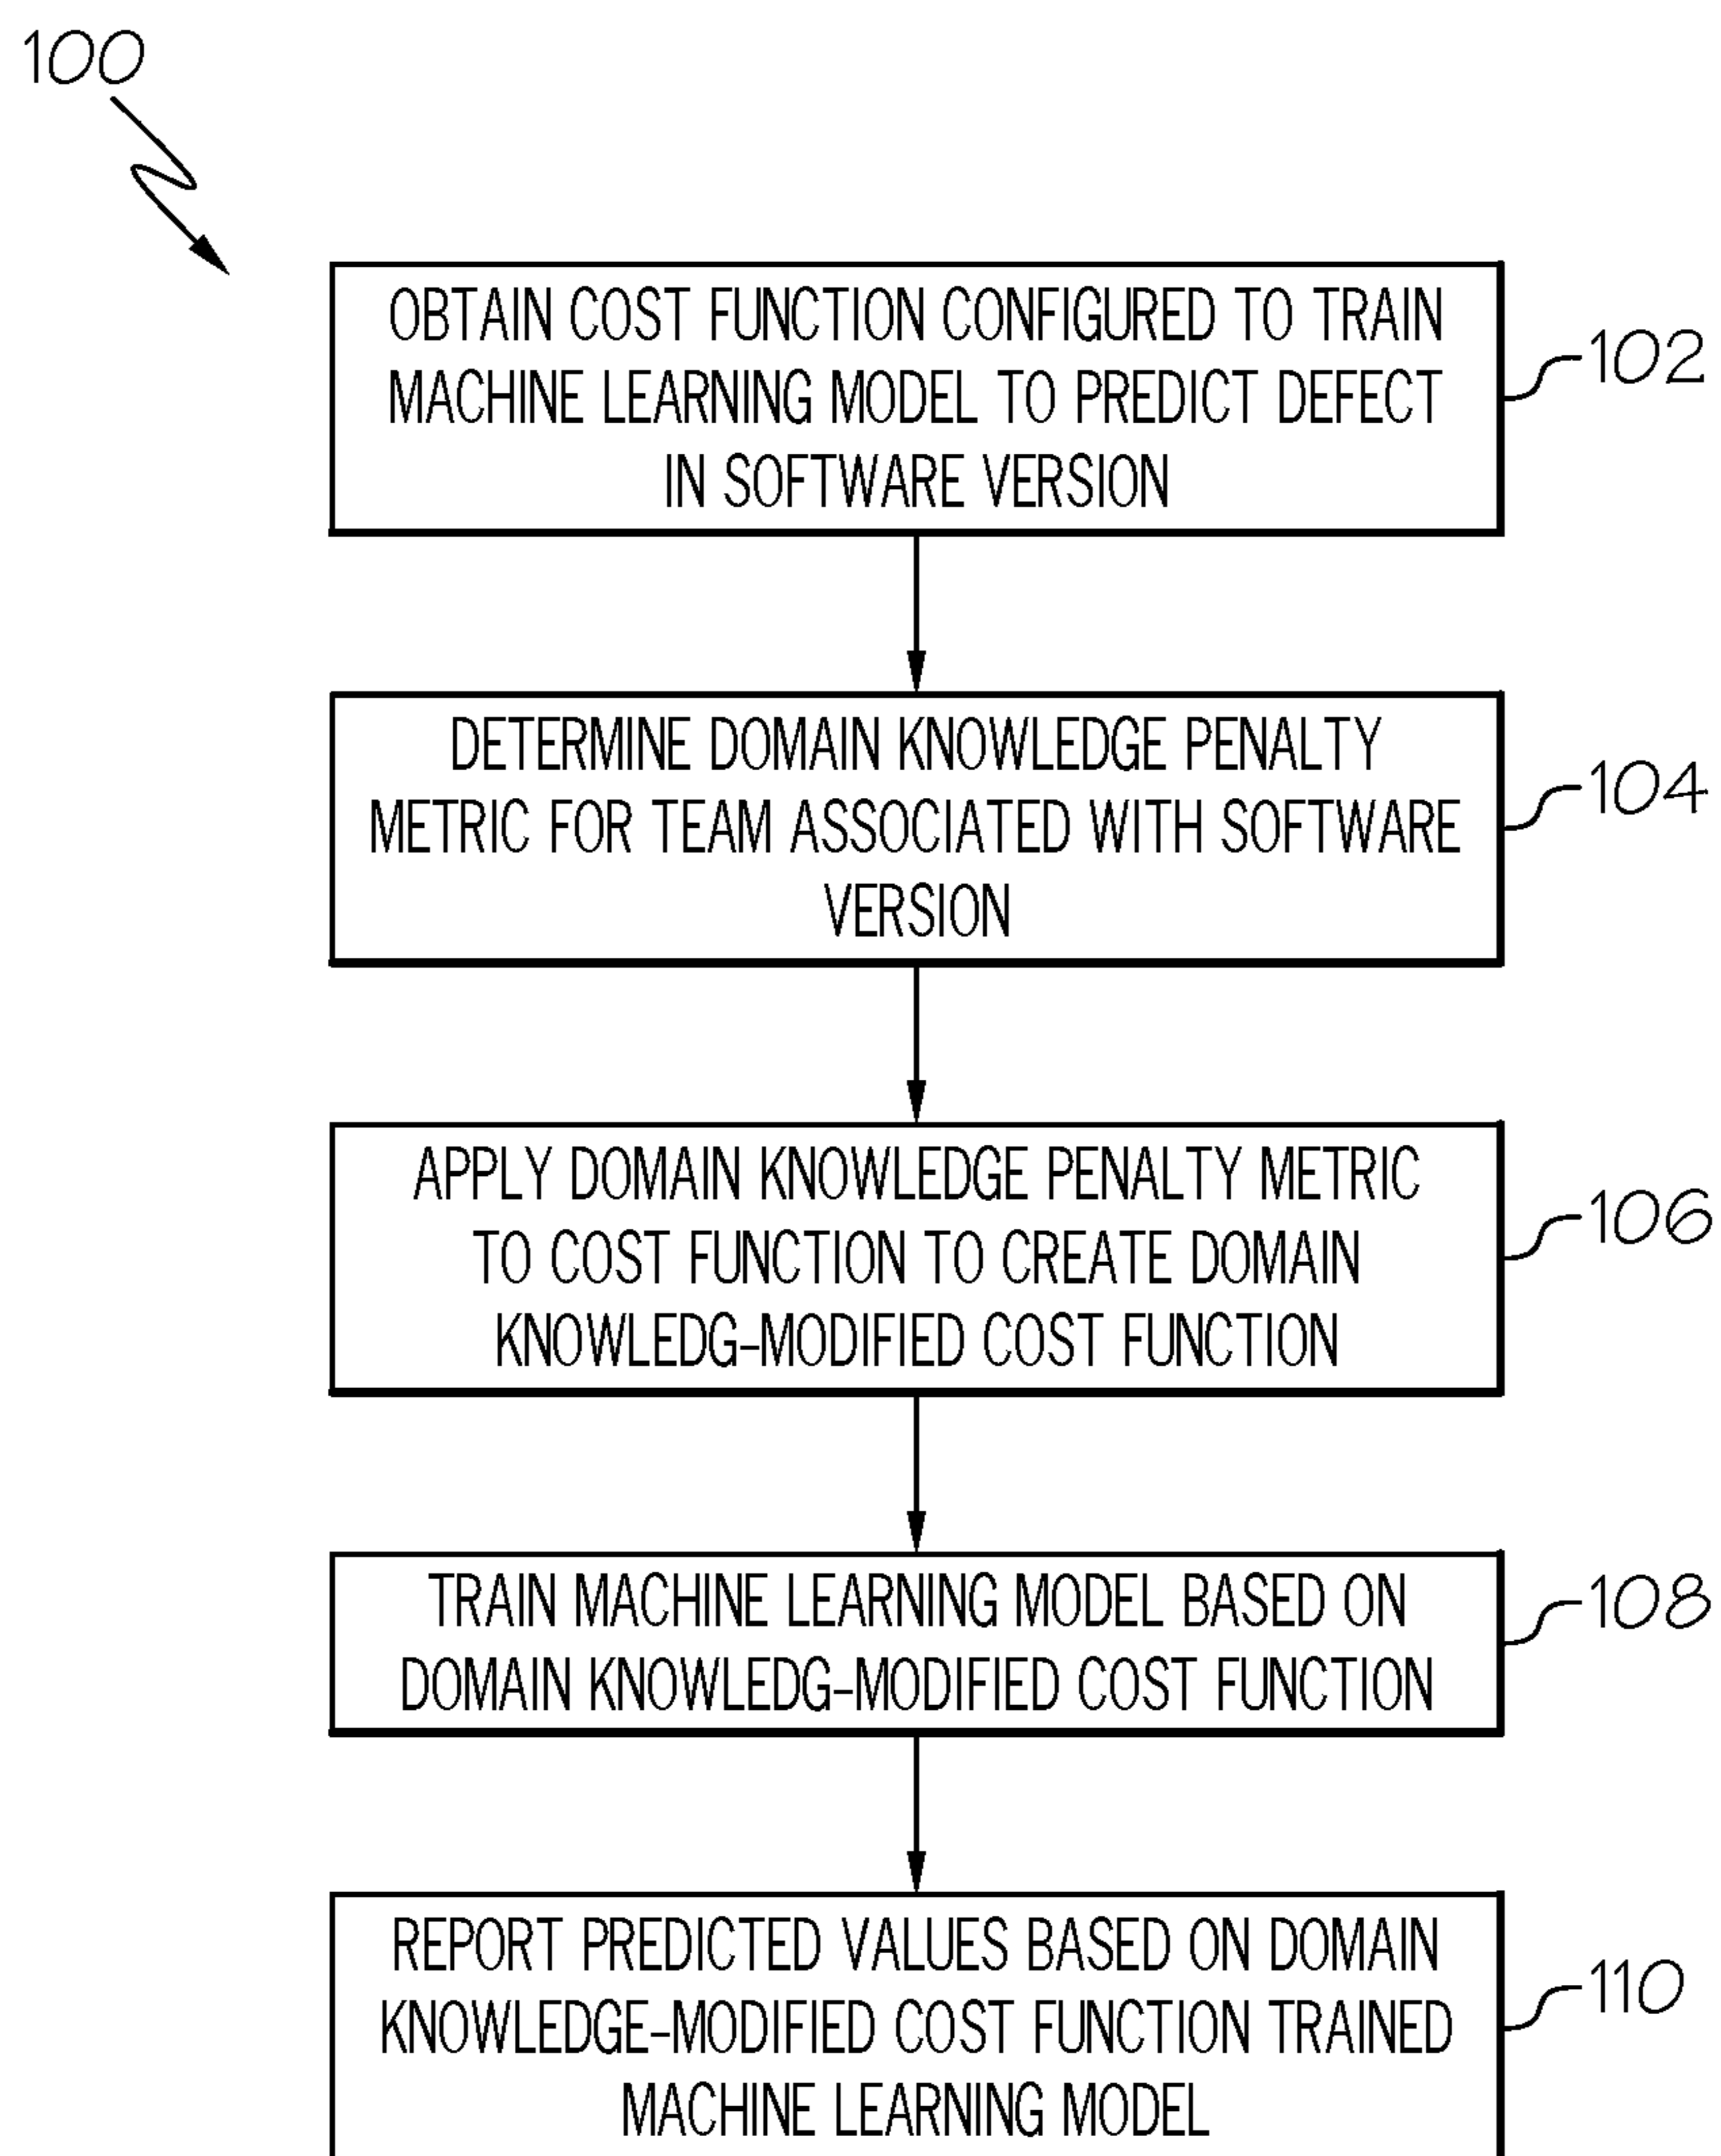 100
OBTAIN COST FUNCTION CONFIGURED TO TRAIN
MACHINE LEARNING MODEL TO PREDICT DEFECT
IN SOFTWARE VERSION
102
DETERMINE DOMAIN KNOWLEDGE PENALTY
METRIC FOR TEAM ASSOCIATED WITH SOFTWARE
VERSION
104
APPLY DOMAIN KNOWLEDGE PENALTY METRIC
TO COST FUNCTION TO CREATE DOMAIN
KNOWLEDG-MODIFIED COST FUNCTION
106
TRAIN MACHINE LEARNING MODEL BASED ON
DOMAIN KNOWLEDG-MODIFIED COST FUNCTION
108
REPORT PREDICTED VALUES BASED ON DOMAIN
KNOWLEDGE-MODIFIED COST FUNCTION TRAINED
MACHINE LEARNING MODEL
110